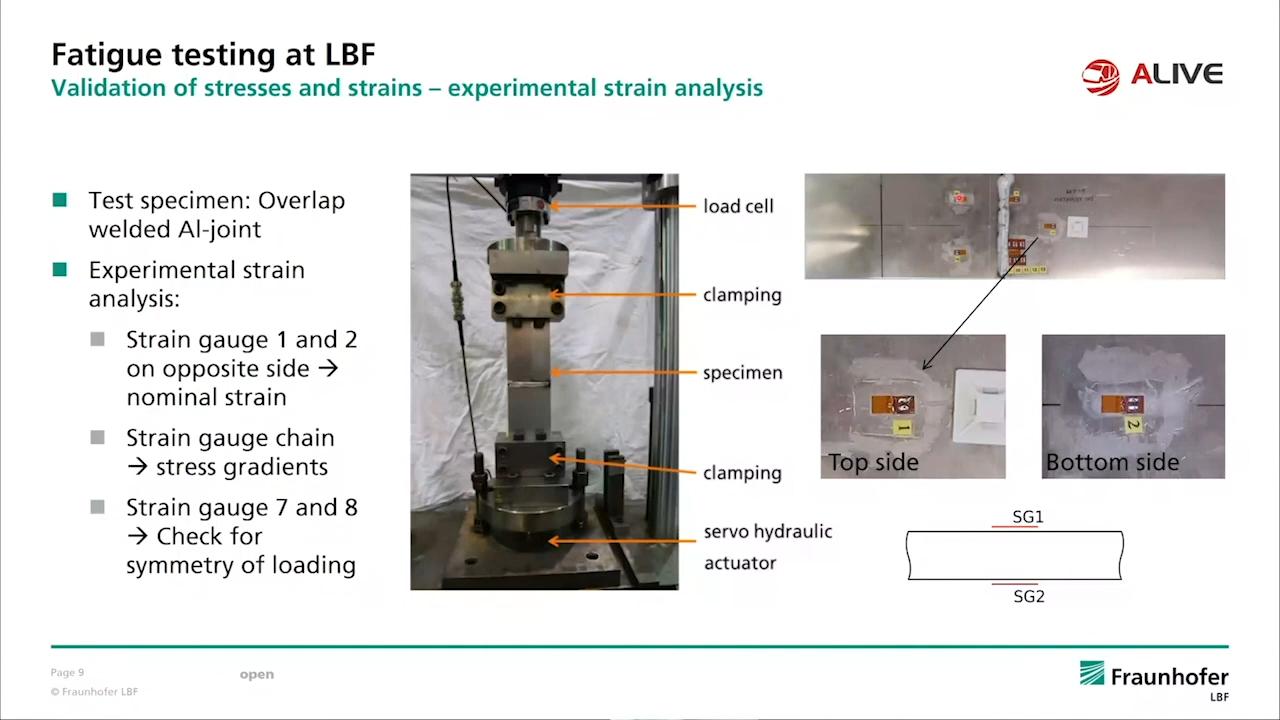 Fatigue testing at LBF
Validation of stresses and strains – experimental strain analysis
ALIVE
Test specimen: Overlap
welded Al-joint
Experimental strain
analysis:
Strain gauge 1 and 2
on opposite side →
nominal strain
Strain gauge chain
→ stress gradients
Strain gauge 7 and 8
→ Check for
symmetry of loading
load cell
clamping
specimen
clamping
servo hydraulic
actuator
1
Top side
2
Bottom side
SG1
SG2
Page 9
open
© Fraunhofer LBF
Fraunhofer
LBF